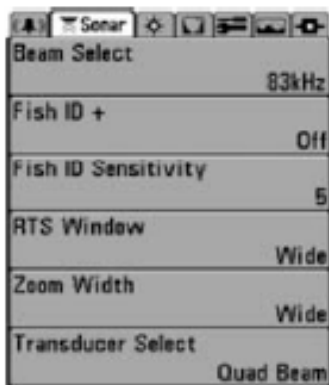 Sonar
Beam Select
83kHz
Fish ID +
Off
Fish ID Sensitivity
5
RTS Window
Wide
Zoom Width
Wide
Transducer Select
Quad Beam